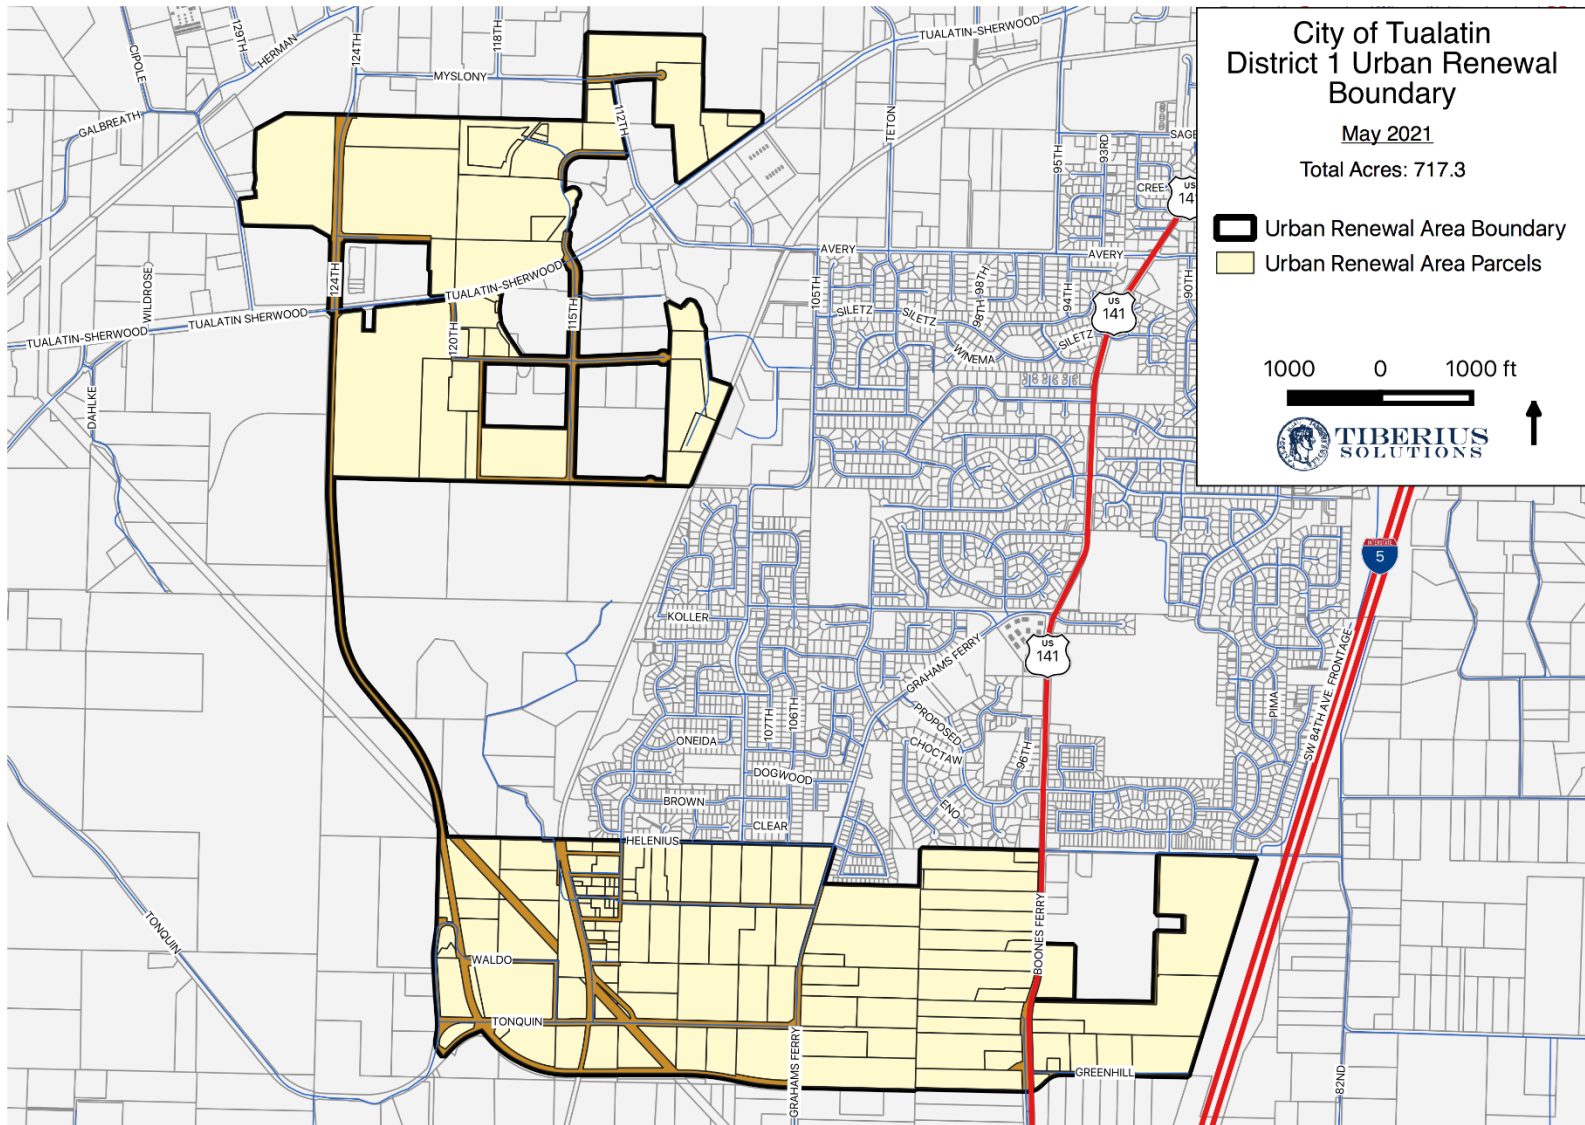 City of Tualatin
District 1 Urban Renewal
Boundary
May 2021
Total Acres: 717.3
Urban Renewal Area Boundary
Urban Renewal Area Parcels
1000 0 1000 ft
TIBERIUS
SOLUTIONS
CIPOLE
129TH
HERMAN
124TH
118TH
TUALATIN-SHERWOOD
MYSLONY
GALBREATH
112TH
TETON
95TH
93RD
SAGE
CREE
US
141
AVERY
AVERY
WILDROSE
124TH
TUALATIN-SHERWOOD
115TH
105TH
98TH
98TH
94TH
90TH
TUALATIN SHERWOOD
TUALATIN-SHERWOOD
120TH
SILETZ
SILETZ
SILETZ
WINEMA
US
141
DAHLKE
5
KOLLER
GRAHAMS FERRY
US
141
SW 84TH AVE. FRONTAGE
PIMA
107TH
106TH
PROPOSED
ONEIDA
CHOCTAW
96TH
DOGWOOD
BROWN
ENO
CLEAR
HELENIUS
TONQUIN
WALDO
BOONES FERRY
TONQUIN
GRAHAMS FERRY
GREENHILL
82ND